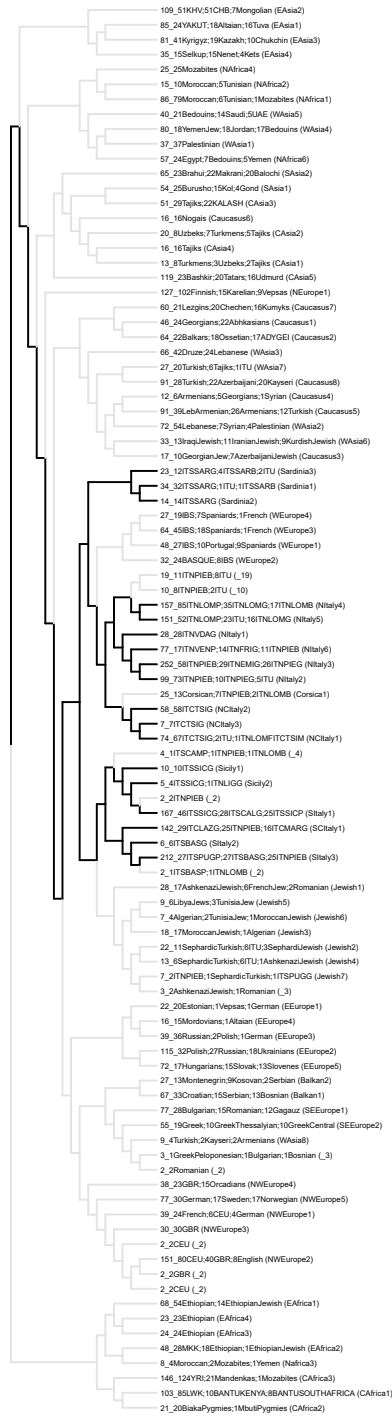 109_51KHV;51CHB;7Mongolian (EAsia2)
85_24YAKUT;18Altaian;16Tuva (EAsia1)
81_41Kyrigyz;19Kazakh;10Chukchin (EAsia3)
35_15Selkup;15Nenet;4Kets (EAsia4)
25_25Mozabites (NAfrica4)
15_10Moroccan;5Tunisian (NAfrica2)
86_79Moroccan;6Tunisian;1Mozabites (NAfrica1)
40_21Bedouins;14Saudi;5UAE (WAsia5)
80_18YemenJew;18Jordan;17Bedouins (WAsia4)
37_37Palestinian (WAsia1)
57_24Egypt;7Bedouins;5Yemen (NAfrica6)
65_23Brahui;22Makrani;20Balochi (SAsia2)
54_25Burusho;15Kol;4Gond (SAsia1)
51_29Tajiks;22KALASH (CAsia3)
16_16Nogais (Caucasus6)
20_8Uzbeks;7Turkmens;5Tajiks (CAsia2)
16_16Tajiks (CAsia4)
13_8Turkmens;3Uzbeks;2Tajiks (CAsia1)
119_23Bashkir;20Tatars;16Udmurd (CAsia5)
127_102Finnish;15Karelian;9Vepsas (NEurope1)
60_21Lezgins;20Chechen;16Kumyks (Caucasus7)
46_24Georgians;22Abhkasians (Caucasus1)
64_22Balkars;18Ossetian;17ADYGEI (Caucasus2)
66_42Druze;24Lebanese (WAsia3)
27_20Turkish;6Tajiks;1ITU (WAsia7)
91_28Turkish;22Azerbaijani;20Kayseri (Caucasus8)
12_6Armenians;5Georgians;1Syrian (Caucasus4)
91_39LebArmenian;26Armenians;12Turkish (Caucasus5)
72_54Lebanese;7Syrian;4Palestinian (WAsia2)
33_13IraqiJewish;11IranianJewish;9KurdishJewish (WAsia6)
17_10GeorgianJew;7AzerbaijaniJewish (Caucasus3)
23_12ITSSARG;4ITSSARB;2ITU (Sardinia3)
34_32ITSSARG;1ITU;1ITSSARB (Sardinia1)
14_14ITSSARG (Sardinia2)
27_19IBS;7Spaniards;1French (WEurope4)
64_45IBS;18Spaniards;1French (WEurope3)
48_27IBS;10Portugal;9Spaniards (WEurope1)
32_24BASQUE;8IBS (WEurope2)
19_11ITNPIEB;8ITU (_19)
10_8ITNPIEB;2ITU (_10)
157_85ITNLOMP;35ITNLOMG;17ITNLOMB (NItaly4)
151_52ITNLOMP;23ITU;16ITNLOMG (NItaly5)
28_28ITNVDAG (NItaly1)
77_17ITNVENP;14ITNFRIG;11ITNPIEB (NItaly6)
252_58ITNPIEB;29ITNEMIG;26ITNPIEG (NItaly3)
99_73ITNPIEB;10ITNPIEG;5ITU (NItaly2)
25_13Corsican;7ITNPIEB;2ITNLOMB (Corsica1)
58_58ITCTSIG (NCItaly2)
7_7ITCTSIG (NCItaly3)
74_67ITCTSIG;2ITU;1ITNLOMFITCTSIM (NCItaly1)
4_1ITSCAMP;1ITNPIEB;1ITNLOMB (_4)
10_10ITSSICG (Sicily1)
5_4ITSSICG;1ITNLIGG (Sicily2)
2_2ITNPIEB (_2)
167_46ITSSICG;28ITSCALG;25ITSSICP (SItaly1)
142_29ITCLAZG;25ITNPIEB;16ITCMARG (SCItaly1)
6_6ITSBASG (SItaly2)
212_27ITSPUGP;27ITSBASG;25ITNPIEB (SItaly3)
2_1ITSBASP;1ITNLOMB (_2)
28_17AshkenaziJewish;6FrenchJew;2Romanian (Jewish1)
9_6LibyaJews;3TunisiaJew (Jewish5)
7_4Algerian;2TunisiaJew;1MoroccanJewish (Jewish6)
18_17MoroccanJewish;1Algerian (Jewish3)
22_11SephardicTurkish;6ITU;3SephardiJewish (Jewish2)
13_6SephardicTurkish;6ITU;1AshkenaziJewish (Jewish4)
7_2ITNPIEB;1SephardicTurkish;1ITSPUGG (Jewish7)
3_2AshkenaziJewish;1Romanian (_3)
22_20Estonian;1Vepsas;1German (EEurope1)
16_15Mordovians;1Altaian (EEurope4)
39_36Russian;2Polish;1German (EEurope3)
115_32Polish;27Russian;18Ukrainians (EEurope2)
72_17Hungarians;15Slovak;13Slovenes (EEurope5)
27_13Montenegrin;9Kosovan;2Serbian (Balkan2)
67_33Croatian;15Serbian;13Bosnian (Balkan1)
77_28Bulgarian;15Romanian;12Gagauz (SEEurope1)
55_19Greek;10GreekThessalyian;10GreekCentral (SEEurope2)
9_4Turkish;2Kayseri;2Armenians (WAsia8)
3_1GreekPeloponesian;1Bulgarian;1Bosnian (_3)
2_2Romanian (_2)
38_23GBR;15Orcadians (NWEurope4)
77_30German;17Sweden;17Norwegian (NWEurope5)
39_24French;6CEU;4German (NWEurope1)
30_30GBR (NWEurope3)
2_2CEU (_2)
151_80CEU;40GBR;8English (NWEurope2)
2_2GBR (_2)
2_2CEU (_2)
68_54Ethiopian;14EthiopianJewish (EAfrica1)
23_23Ethiopian (EAfrica4)
24_24Ethiopian (EAfrica3)
48_28MKK;18Ethiopian;1EthiopianJewish (EAfrica2)
8_4Moroccan;2Mozabites;1Yemen (Nafrica3)
146_124YRI;21Mandenkas;1Mozabites (CAfrica3)
103_85LWK;10BANTUKENYA;8BANTUSOUTHAFRICA (CAfrica1)
21_20BiakaPygmies;1MbutiPygmies (CAfrica2)